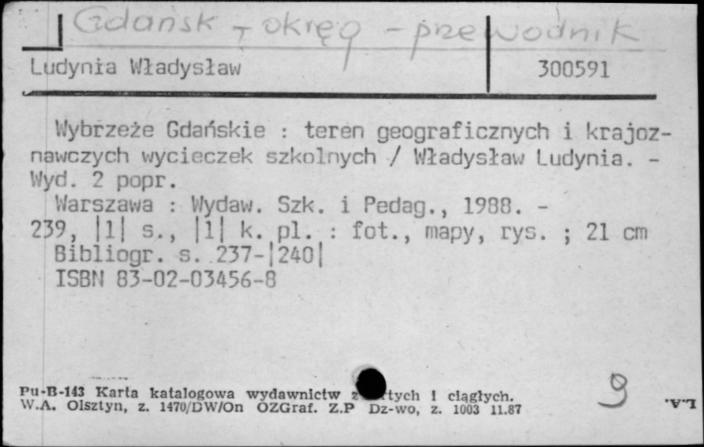 Gdańsk - okręg - przewodnik
Ludynia Władysław 300591
Wybrzeże Gdańskie : teren geograficznych i krajoz-
nawczych wycieczek szkolnych / Władysław Ludynia. -
Wyd. 2 popr.
Warszawa : Wydaw. Szk. i Pedag., 1988. -
239, |1| s., |1| k. pl. : fot., mapy, rys. ; 21 cm
Bibliogr. s. 237-|240|
ISBN 83-02-03456-8
Pu-B-143 Karta katalogowa wydawnictw i ciągłych.
W.A. Olsztyn, z. 1470/DW/On OZGraf. Z.P Dz-wo, z. 1003 11.87
9